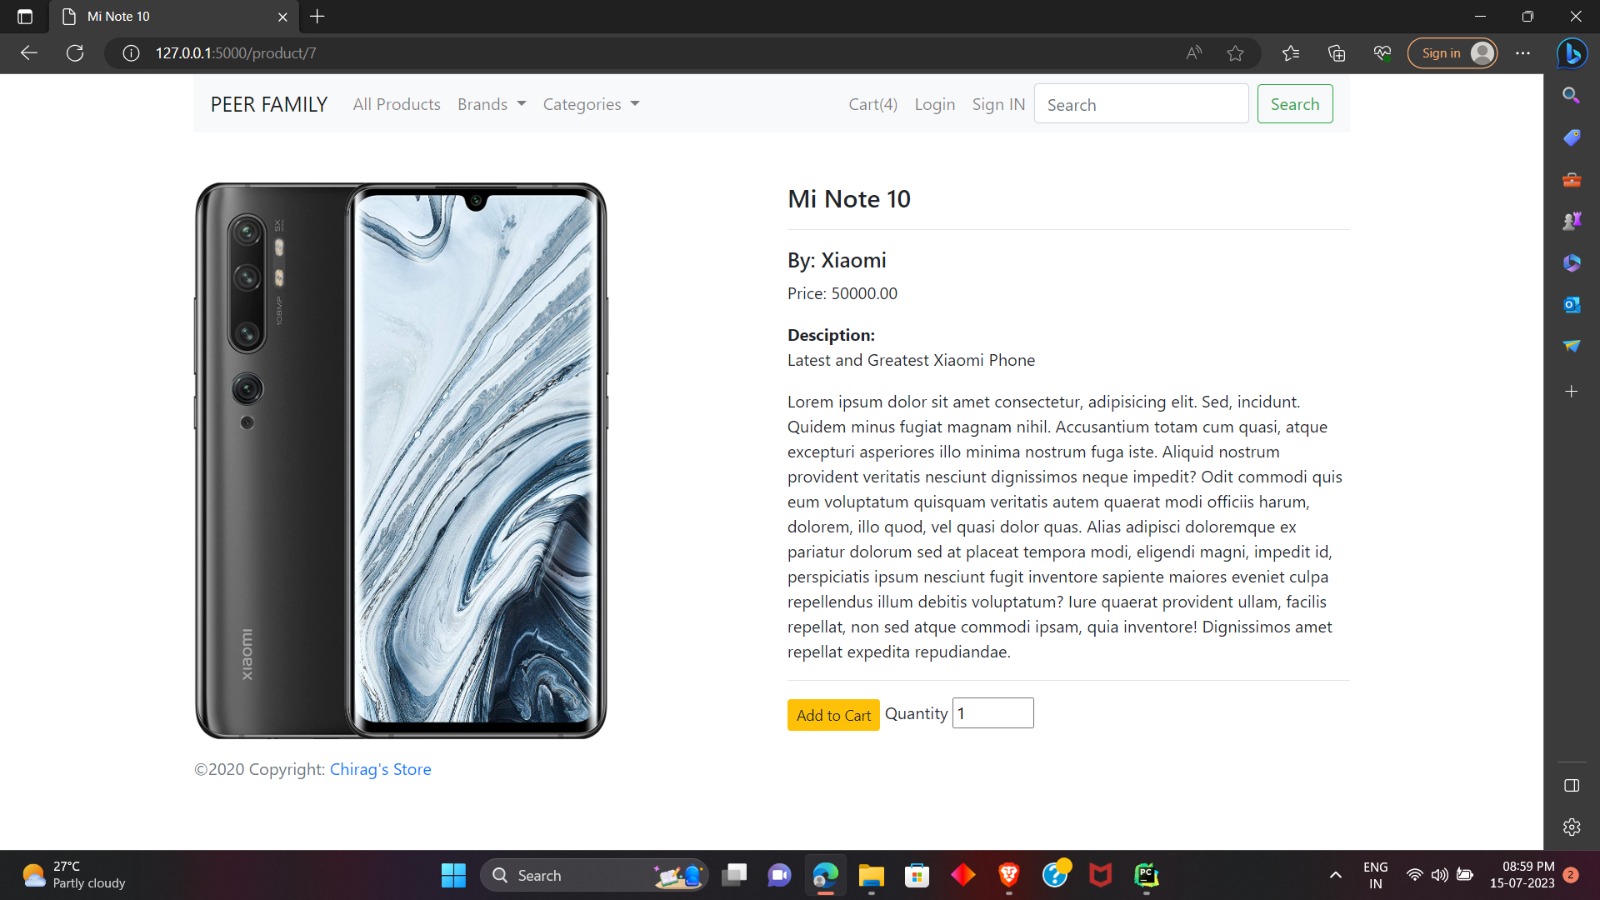 Mi Note 10
127.0.0.1:5000/product/7
Sign in
PEER FAMILY All Products Brands Categories Cart(4) Login Sign IN Search Search
5X
108MP
xiaomi
Mi Note 10
By: Xiaomi
Price: 50000.00
Desciption:
Latest and Greatest Xiaomi Phone
Lorem ipsum dolor sit amet consectetur, adipisicing elit. Sed, incidunt.
Quidem minus fugiat magnam nihil. Accusantium totam cum quasi, atque
excepturi asperiores illo minima nostrum fuga iste. Aliquid nostrum
provident veritatis nesciunt dignissimos neque impedit? Odit commodi quis
eum voluptatum quisquam veritatis autem quaerat modi officiis harum,
dolorem, illo quod, vel quasi dolor quas. Alias adipisci doloremque ex
pariatur dolorum sed at placeat tempora modi, eligendi magni, impedit id,
perspiciatis ipsum nesciunt fugit inventore sapiente maiores eveniet culpa
repellendus illum debitis voluptatum? Iure quaerat provident ullam, facilis
repellat, non sed atque commodi ipsam, quia inventore! Dignissimos amet
repellat expedita repudiandae.
Add to Cart Quantity 1
©2020 Copyright: Chirag's Store
27°C
Partly cloudy
Search
PC
ENG
IN
08:59 PM
15-07-2023
2